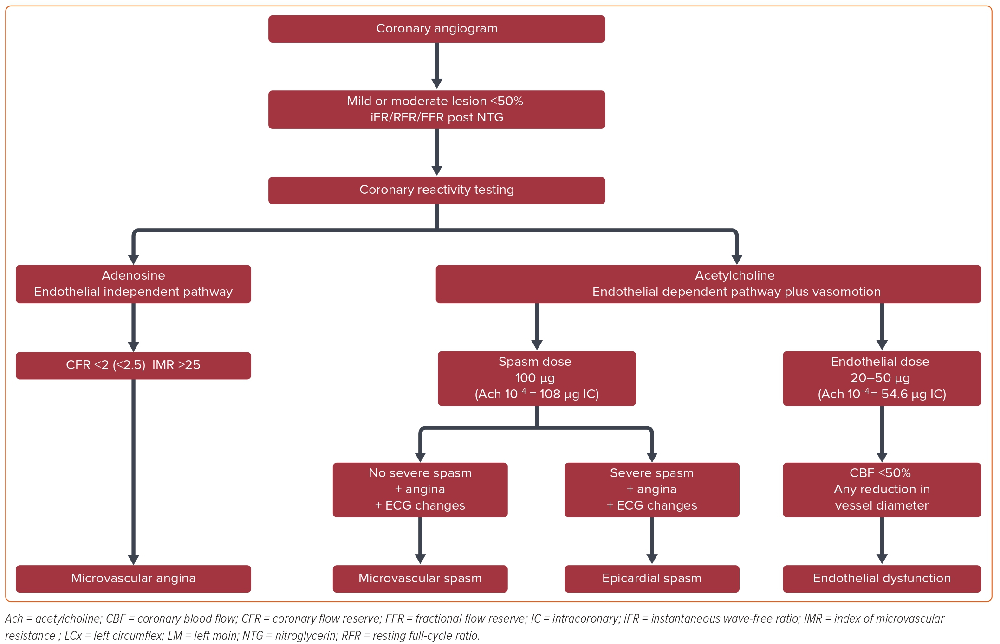 Coronary angiogram
Mild or moderate lesion <50%
iFR/RFR/FFR post NTG
Coronary reactivity testing
Adenosine
Endothelial independent pathway
Acetylcholine
Endothelial dependent pathway plus vasomotion
CFR <2 (<2.5)  IMR >25
Spasm dose
100 µg
(Ach 10⁻⁴ = 108 µg IC)
Endothelial dose
20–50 µg
(Ach 10⁻⁴ = 54.6 µg IC)
No severe spasm
+ angina
+ ECG changes
Severe spasm
+ angina
+ ECG changes
CBF <50%
Any reduction in
vessel diameter
Microvascular angina
Microvascular spasm
Epicardial spasm
Endothelial dysfunction
Ach = acetylcholine; CBF = coronary blood flow; CFR = coronary flow reserve; FFR = fractional flow reserve; IC = intracoronary; iFR = instantaneous wave-free ratio; IMR = index of microvascular
resistance ; LCx = left circumflex; LM = left main; NTG = nitroglycerin; RFR = resting full-cycle ratio.